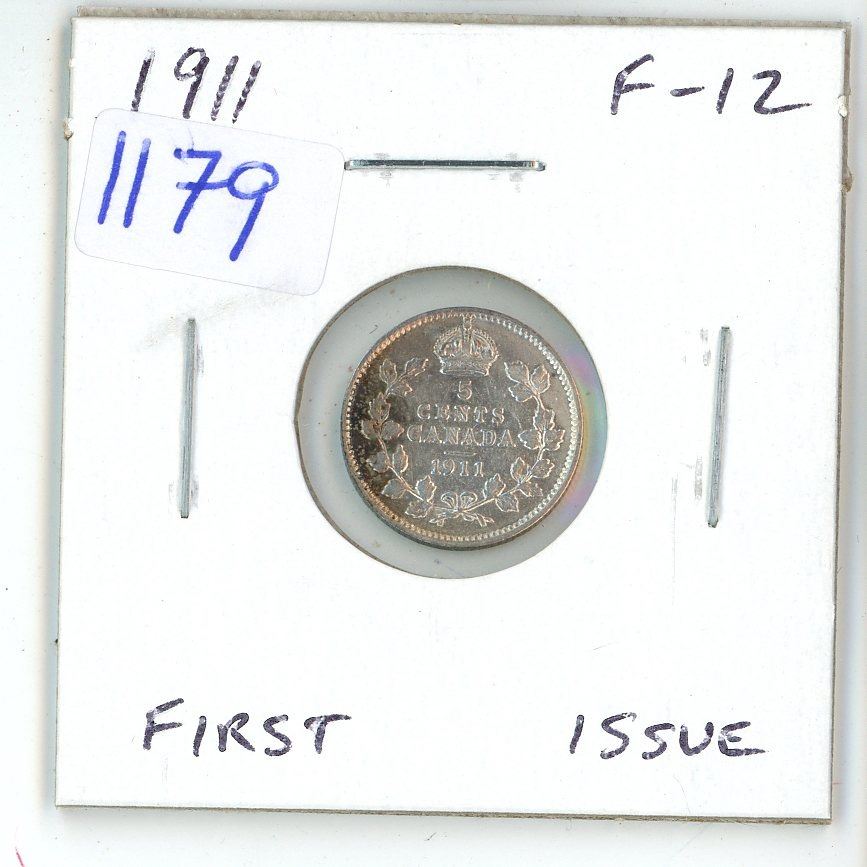 1911 F-12
1179
5
CENTS
CANADA
1911
FIRST ISSUE